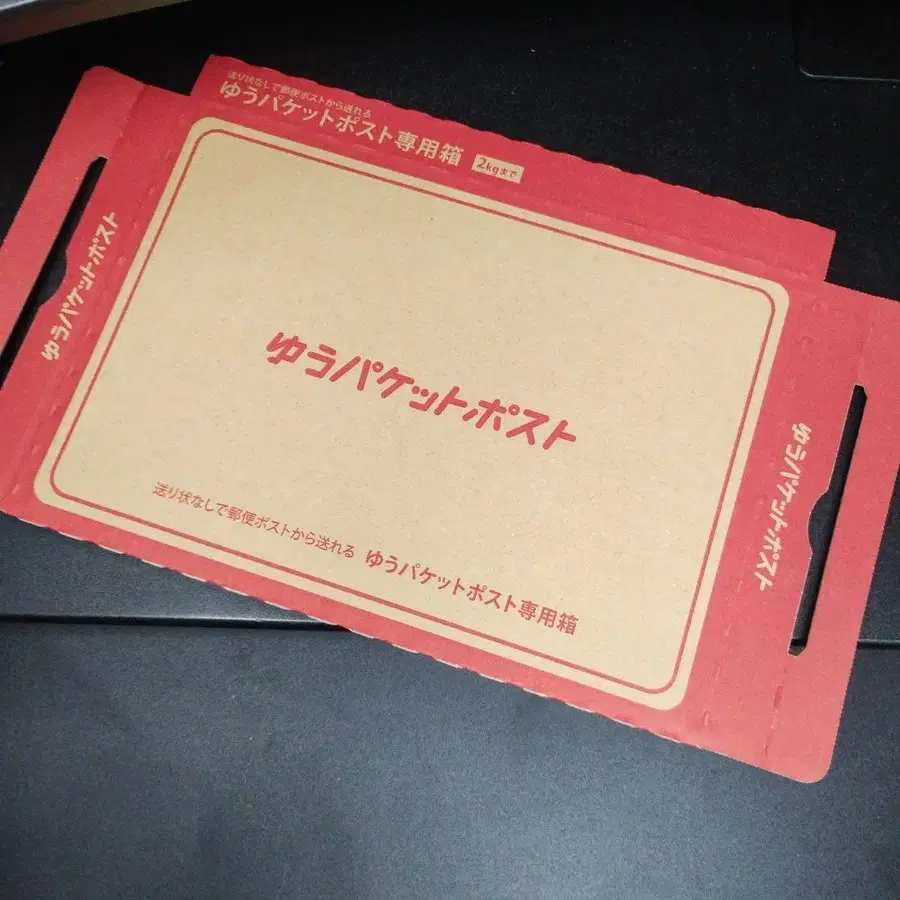 送り状なしで郵便ポストから送れる
ゆうパケットポスト専用箱 2kgまで
ゆうパケットポスト
ゆうパケットポスト
ゆうパケットポスト
送り状なしで郵便ポストから送れる ゆうパケットポスト専用箱